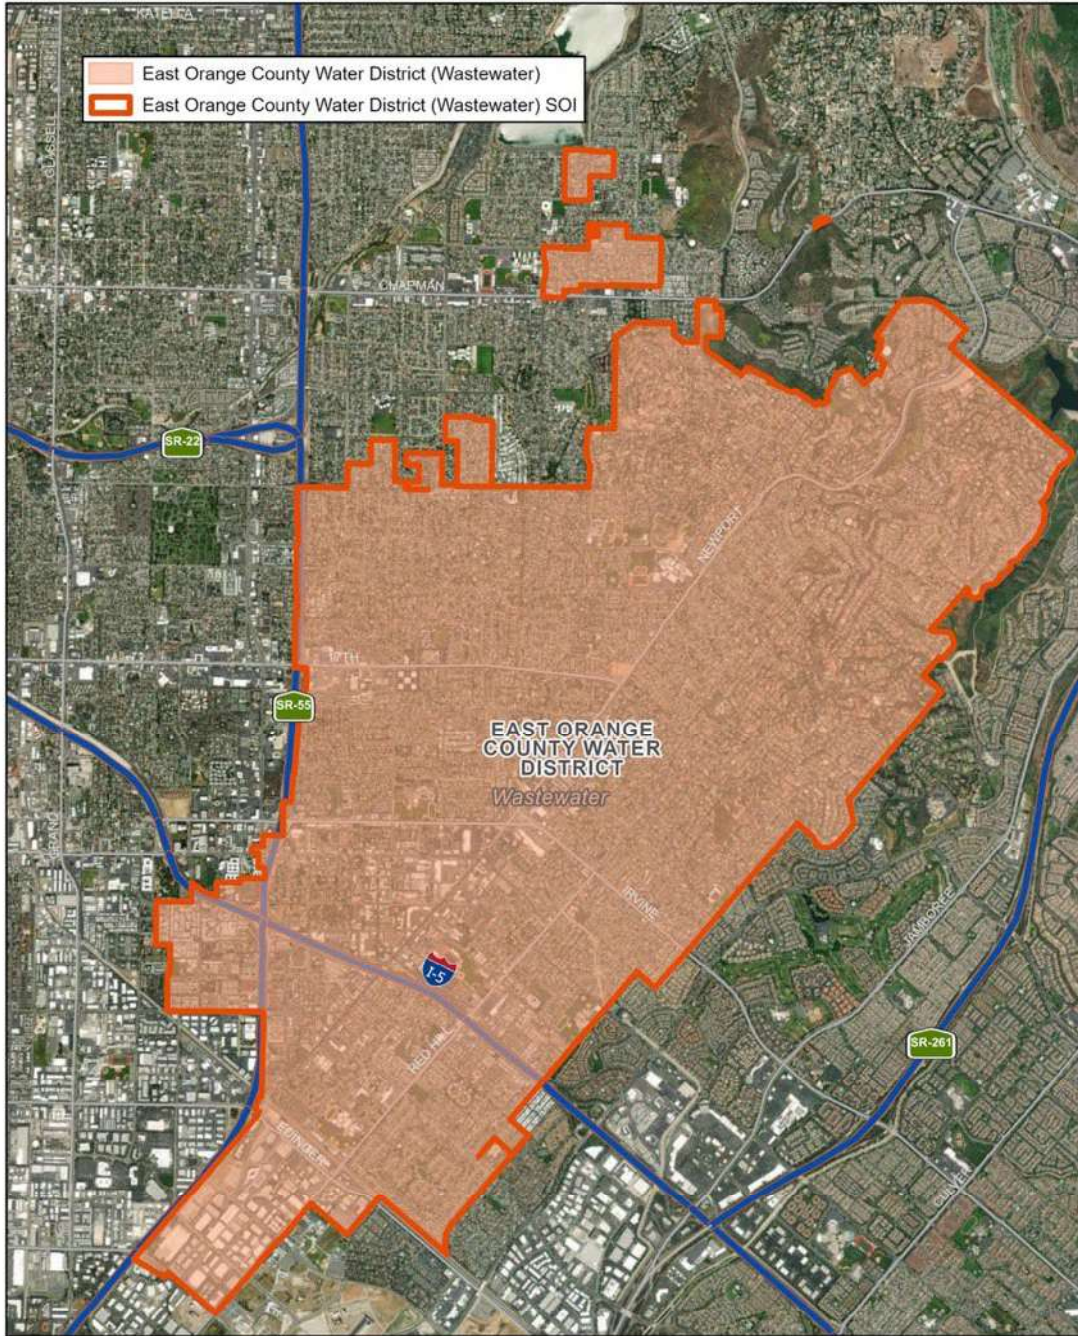 KATELLA
East Orange County Water District (Wastewater)
East Orange County Water District (Wastewater) SOI
GLASSELL
CHAPMAN
SR-22
NEWPORT
17TH
SR-55
EAST ORANGE
COUNTY WATER
DISTRICT
Wastewater
GRAND
IRVINE
JAMBOREE
I-5
RED HILL
SR-261
EDINGER
CULVER